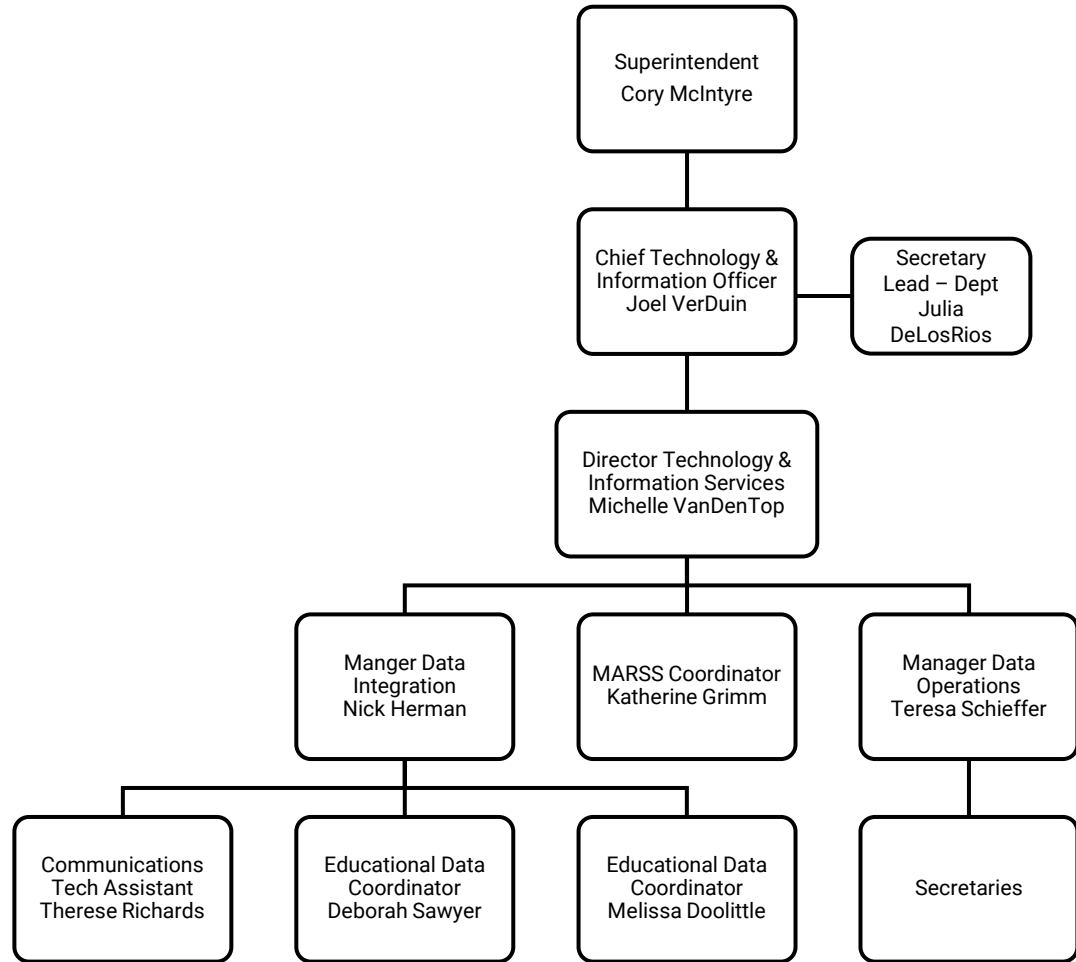 Superintendent
Cory McIntyre
Chief Technology &
Information Officer
Joel VerDuin
Secretary
Lead – Dept
Julia
DeLosRios
Director Technology &
Information Services
Michelle VanDenTop
Manger Data
Integration
Nick Herman
MARSS Coordinator
Katherine Grimm
Manager Data
Operations
Teresa Schieffer
Communications
Tech Assistant
Therese Richards
Educational Data
Coordinator
Deborah Sawyer
Educational Data
Coordinator
Melissa Doolittle
Secretaries